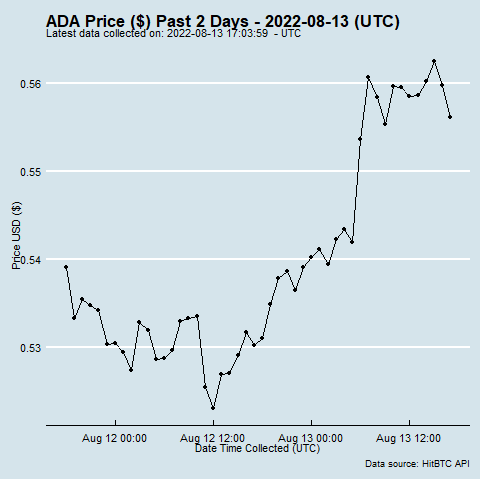 ADA Price ($) Past 2 Days - 2022-08-13 (UTC)
Latest data collected on: 2022-08-13 17:03:59 - UTC
0.56
0.55
0.54
0.53
Price USD ($)
Aug 12 00:00 Aug 12 12:00 Aug 13 00:00 Aug 13 12:00
Date Time Collected (UTC)
Data source: HitBTC API